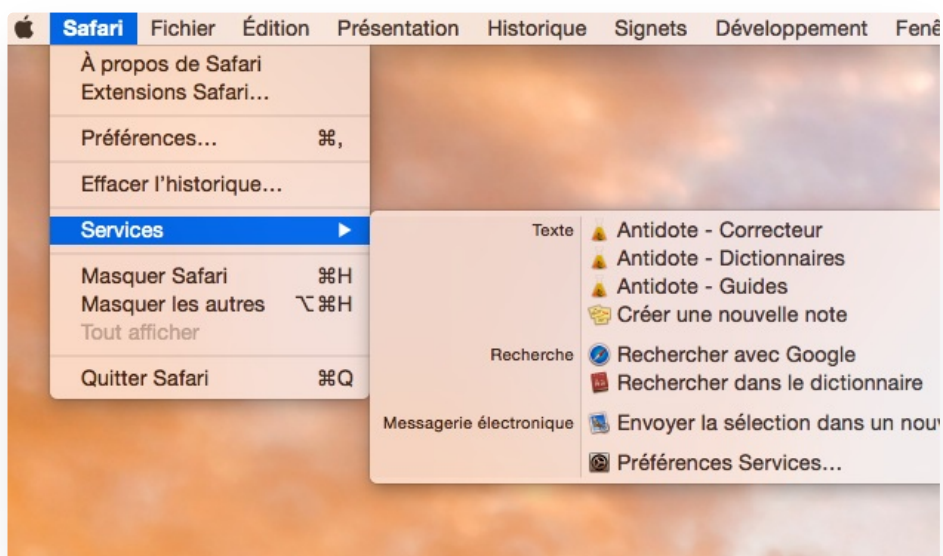 Safari Fichier Édition Présentation Historique Signets Développement Fenê
À propos de Safari
Extensions Safari...
Préférences... ⌘,
Effacer l’historique...
Services ▶
Masquer Safari ⌘H
Masquer les autres ⌥⌘H
Tout afficher
Quitter Safari ⌘Q
Texte Antidote - Correcteur
Antidote - Dictionnaires
Antidote - Guides
Créer une nouvelle note
Recherche Rechercher avec Google
Rechercher dans le dictionnaire
Messagerie électronique Envoyer la sélection dans un nou
Préférences Services...